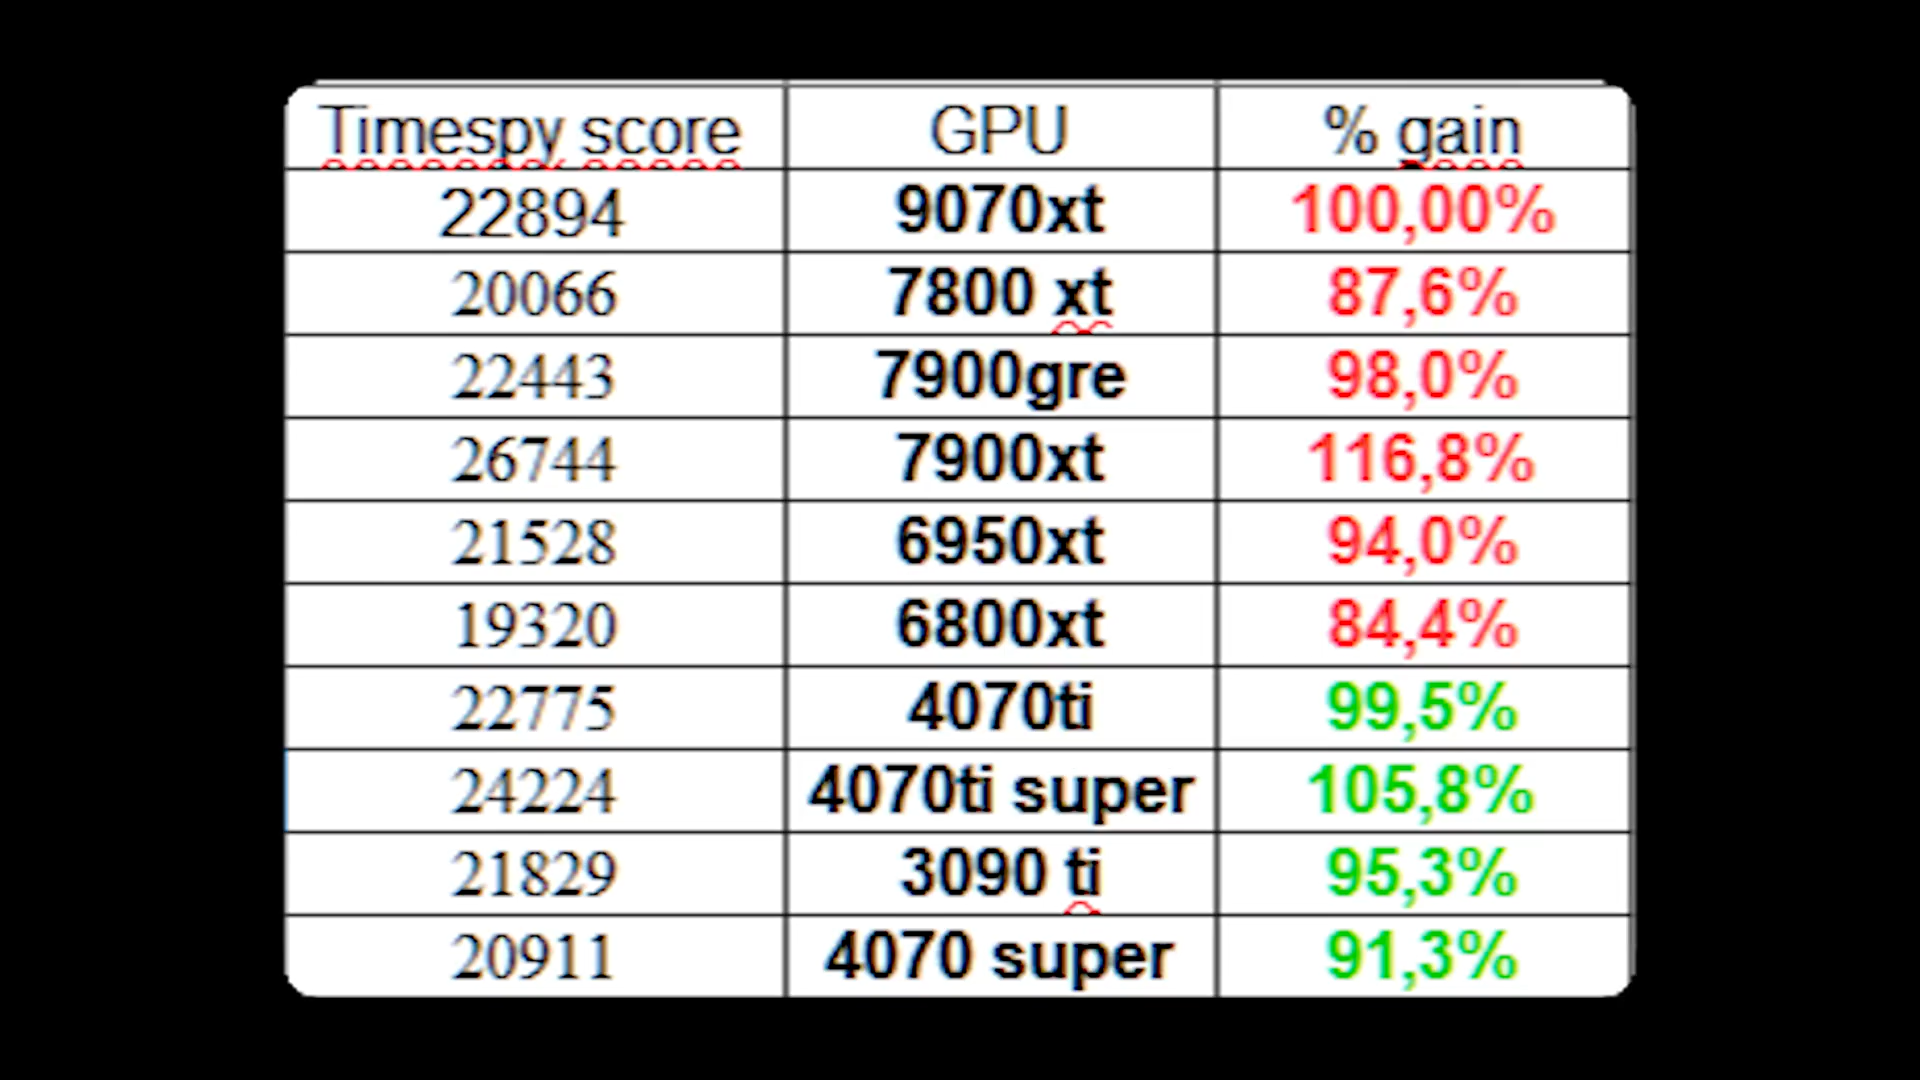 Timespy score GPU % gain
22894 9070xt 100,00%
20066 7800 xt 87,6%
22443 7900gre 98,0%
26744 7900xt 116,8%
21528 6950xt 94,0%
19320 6800xt 84,4%
22775 4070ti 99,5%
24224 4070ti super 105,8%
21829 3090 ti 95,3%
20911 4070 super 91,3%